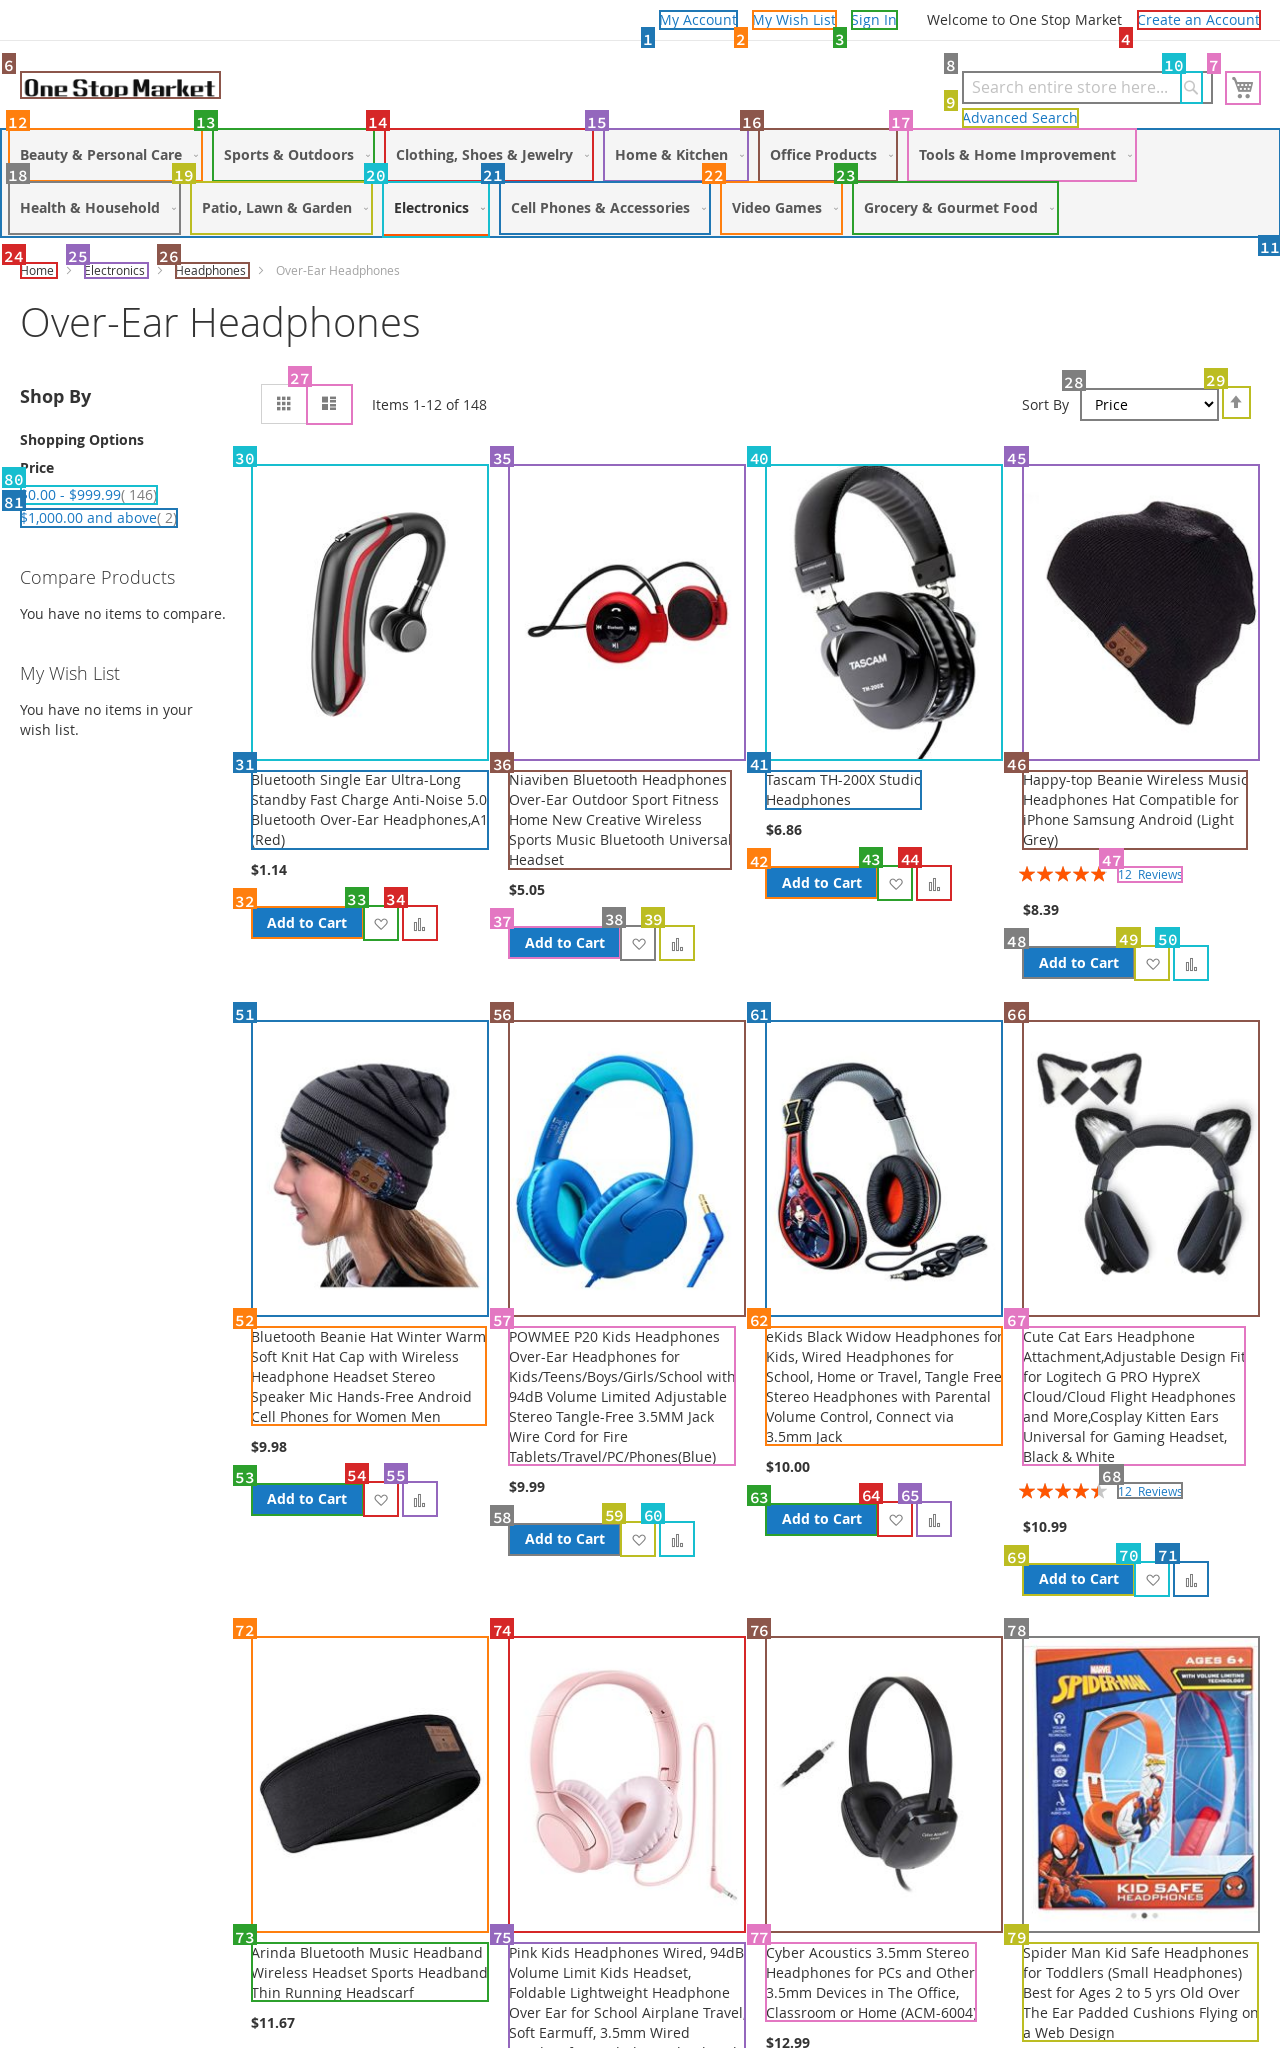 My Account
My Wish List
Sign In
Welcome to One Stop Market
Create an Account
1
2
3
4
6
One Stop Market
8
Search entire store here...
10
7
9
Advanced Search
12
Beauty & Personal Care
13
Sports & Outdoors
14
Clothing, Shoes & Jewelry
15
Home & Kitchen
16
Office Products
17
Tools & Home Improvement
18
Health & Household
19
Patio, Lawn & Garden
20
Electronics
21
Cell Phones & Accessories
22
Video Games
23
Grocery & Gourmet Food
11
24
Home
25
Electronics
26
Headphones
Over-Ear Headphones
Over-Ear Headphones
Shop By
Shopping Options
Price
80
$0.00 - $999.99( 146)
81
$1,000.00 and above( 2)
Compare Products
You have no items to compare.
My Wish List
You have no items in your
wish list.
27
Items 1-12 of 148
Sort By
28
Price
29
30
31
Bluetooth Single Ear Ultra-Long
Standby Fast Charge Anti-Noise 5.0
Bluetooth Over-Ear Headphones,A1
(Red)
$1.14
32
Add to Cart
33
34
35
Bluetooth
36
Niaviben Bluetooth Headphones
Over-Ear Outdoor Sport Fitness
Home New Creative Wireless
Sports Music Bluetooth Universal
Headset
$5.05
37
Add to Cart
38
39
40
TASCAM
TH-200X
41
Tascam TH-200X Studio
Headphones
$6.86
42
Add to Cart
43
44
45
46
Happy-top Beanie Wireless Music
Headphones Hat Compatible for
iPhone Samsung Android (Light
Grey)
47
12 Reviews
$8.39
48
Add to Cart
49
50
51
52
Bluetooth Beanie Hat Winter Warm
Soft Knit Hat Cap with Wireless
Headphone Headset Stereo
Speaker Mic Hands-Free Android
Cell Phones for Women Men
$9.98
53
Add to Cart
54
55
56
57
POWMEE P20 Kids Headphones
Over-Ear Headphones for
Kids/Teens/Boys/Girls/School with
94dB Volume Limited Adjustable
Stereo Tangle-Free 3.5MM Jack
Wire Cord for Fire
Tablets/Travel/PC/Phones(Blue)
$9.99
58
Add to Cart
59
60
61
62
eKids Black Widow Headphones for
Kids, Wired Headphones for
School, Home or Travel, Tangle Free
Stereo Headphones with Parental
Volume Control, Connect via
3.5mm Jack
$10.00
63
Add to Cart
64
65
66
67
Cute Cat Ears Headphone
Attachment,Adjustable Design Fit
for Logitech G PRO HypreX
Cloud/Cloud Flight Headphones
and More,Cosplay Kitten Ears
Universal for Gaming Headset,
Black & White
68
12 Reviews
$10.99
69
Add to Cart
70
71
72
73
Arinda Bluetooth Music Headband
Wireless Headset Sports Headband
Thin Running Headscarf
$11.67
74
75
Pink Kids Headphones Wired, 94dB
Volume Limit Kids Headset,
Foldable Lightweight Headphone
Over Ear for School Airplane Travel,
Soft Earmuff, 3.5mm Wired
76
Cyber Acoustics
77
Cyber Acoustics 3.5mm Stereo
Headphones for PCs and Other
3.5mm Devices in The Office,
Classroom or Home (ACM-6004)
$12.99
78
AGES 6+
MARVEL
SPIDER-MAN
WITH VOLUME LIMITING
TECHNOLOGY
KID SAFE
HEADPHONES
79
Spider Man Kid Safe Headphones
for Toddlers (Small Headphones)
Best for Ages 2 to 5 yrs Old Over
The Ear Padded Cushions Flying on
a Web Design